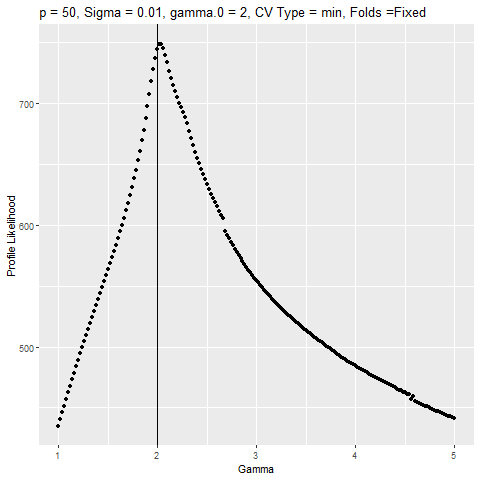 p = 50, Sigma = 0.01, gamma.0 = 2, CV Type = min, Folds =Fixed
Profile Likelihood
700
600
500
1 2 3 4 5
Gamma